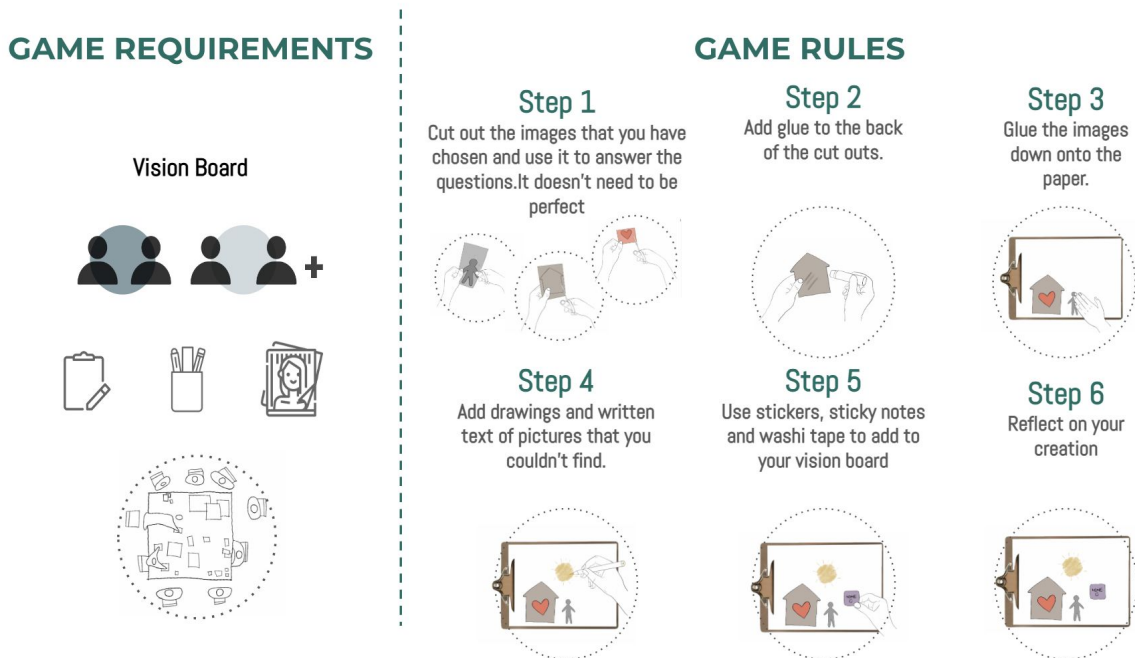 GAME REQUIREMENTS
Vision Board
+
GAME RULES
Step 1
Cut out the images that you have
chosen and use it to answer the
questions.It doesn't need to be
perfect
Step 2
Add glue to the back
of the cut outs.
Step 3
Glue the images
down onto the
paper.
Step 4
Add drawings and written
text of pictures that you
couldn't find.
Step 5
Use stickers, sticky notes
and washi tape to add to
your vision board
Step 6
Reflect on your
creation